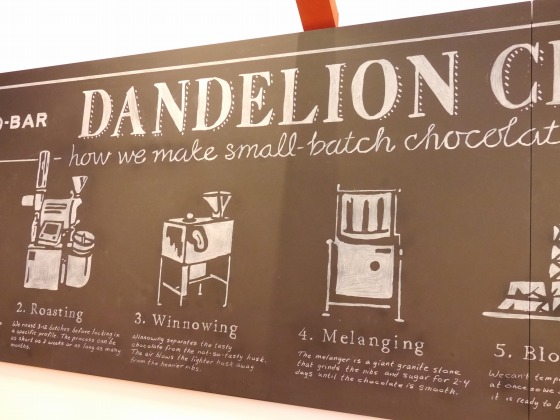 O-BAR
DANDELION C
how we make small-batch chocolat
2. Roasting
We roast 3-12 batches before locking in
a specific profile. The process can be
as short as 3 weeks or as long as many
months.
3. Winnowing
Winnowing separates the tasty
chocolate from the not-so-tasty husk.
The air blows the lighter husk away
from the heavier nibs.
4. Melanging
The melanger is a giant granite stone
that grinds the nibs and sugar for 2-4
days until the chocolate is smooth.
5. Blo
We can't temp
at once so we
it is ready to